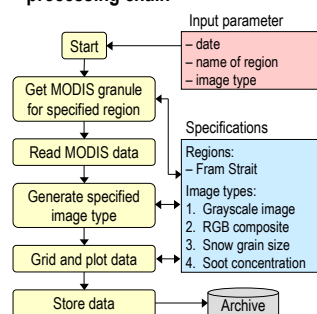 processing chain
Input parameter
Start
– date
– name of region
– image type
Get MODIS granule
for specified region
Specifications
Read MODIS data
Regions:
– Fram Strait
Image types:
1. Grayscale image
2. RGB composite
3. Snow grain size
4. Soot concentration
Generate specified
image type
Grid and plot data
Store data
Archive